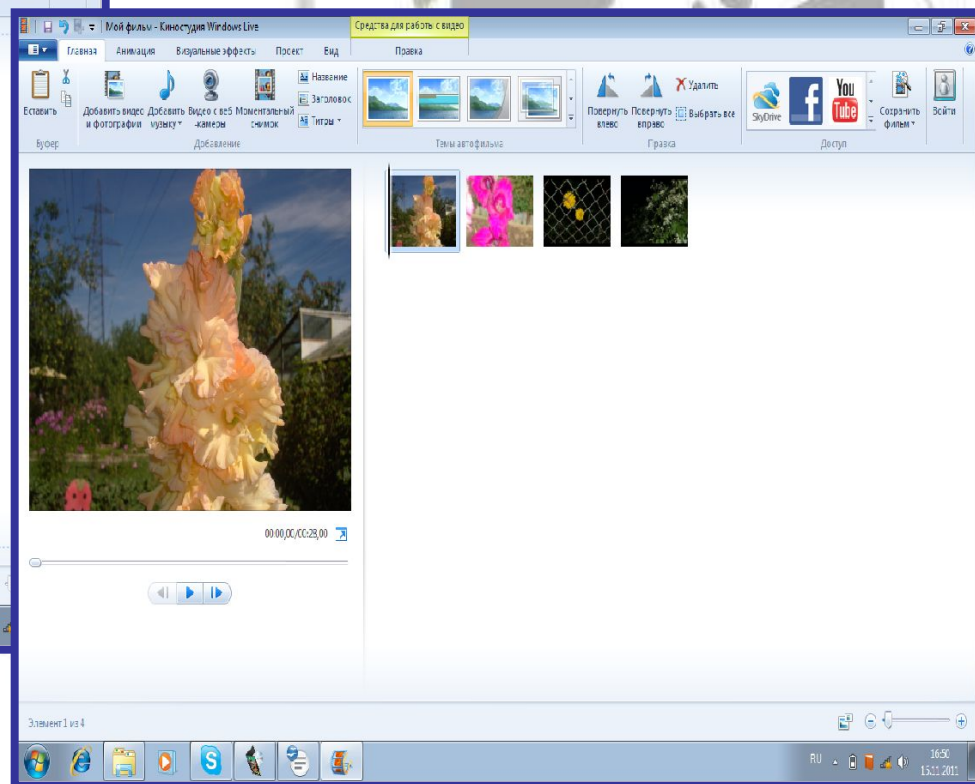 Мой фильм - Киностудия Windows Live
Средства для работы с видео
Главная Анимация Визуальные эффекты Проект Вид Правка
Вставить
Добавить видео и фотографии
Добавить музыку
Видео с веб-камеры
Моментальный снимок
Название
Заголовок
Титры
Повернуть влево
Повернуть вправо
Удалить
Выбрать все
SkyDrive
f
You Tube
Сохранить фильм
Войти
Буфер
Добавление
Темы автофильма
Правка
Доступ
00:00,00/00:28,00
Элемент 1 из 4
RU
16:50
15.11.2011